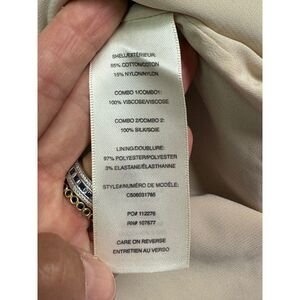 SHELL/EXTÉRIEUR:
85% COTTON/COTON
15% NYLON/NYLON
COMBO 1/COMBO1:
100% VISCOSE/VISCOSE
COMBO 2/COMBO 2:
100% SILK/SOIE
LINING/DOUBLURE:
97% POLYESTER/POLYESTER
3% ELASTANE/ÉLASTHANNE
STYLE#/NUMÉRO DE MODÈLE:
C506031785
PO# 112276
RN# 107677
CARE ON REVERSE
ENTRETIEN AU VERSO